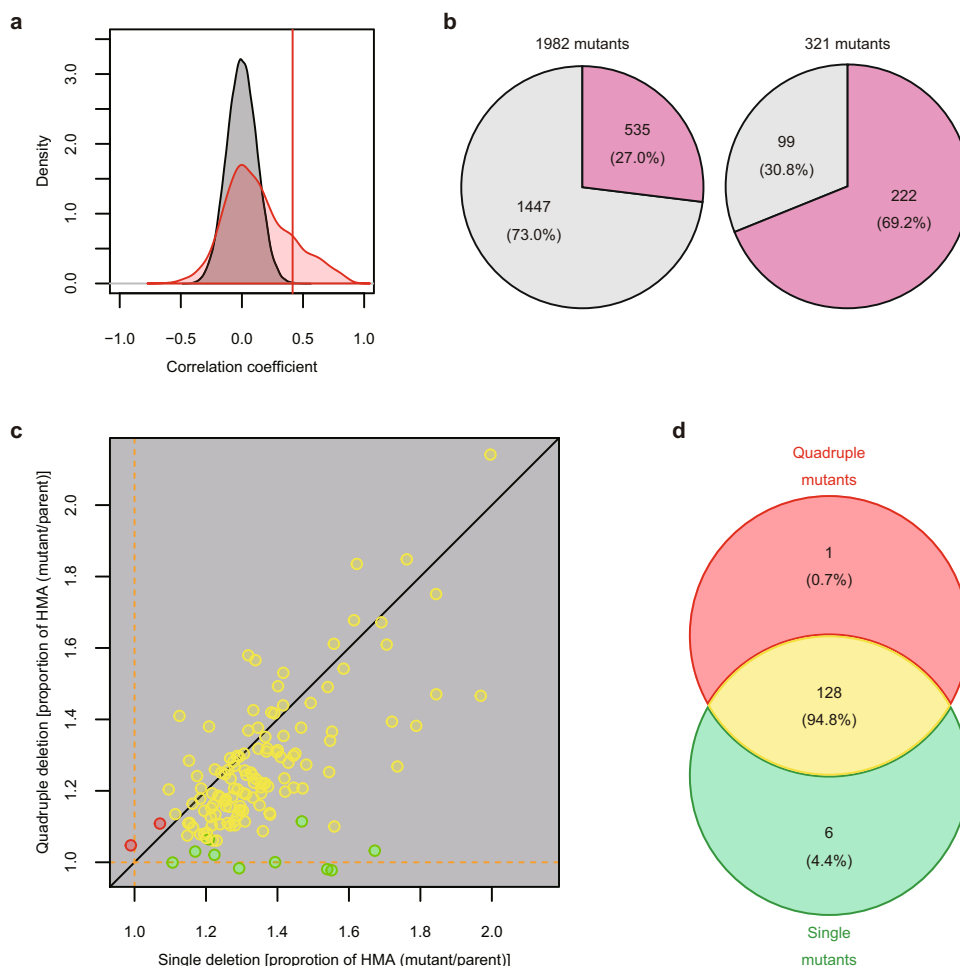 a
Density
0.0
1.0
2.0
3.0
−1.0
−0.5
0.0
0.5
1.0
Correlation coefficient
b
1982 mutants
535
(27.0%)
1447
(73.0%)
321 mutants
99
(30.8%)
222
(69.2%)
c
Quadruple deletion [proportion of HMA (mutant/parent)]
1.0
1.2
1.4
1.6
1.8
2.0
1.0
1.2
1.4
1.6
1.8
2.0
Single deletion [proprotion of HMA (mutant/parent]]
d
Quadruple
mutants
1
(0.7%)
128
(94.8%)
6
(4.4%)
Single
mutants